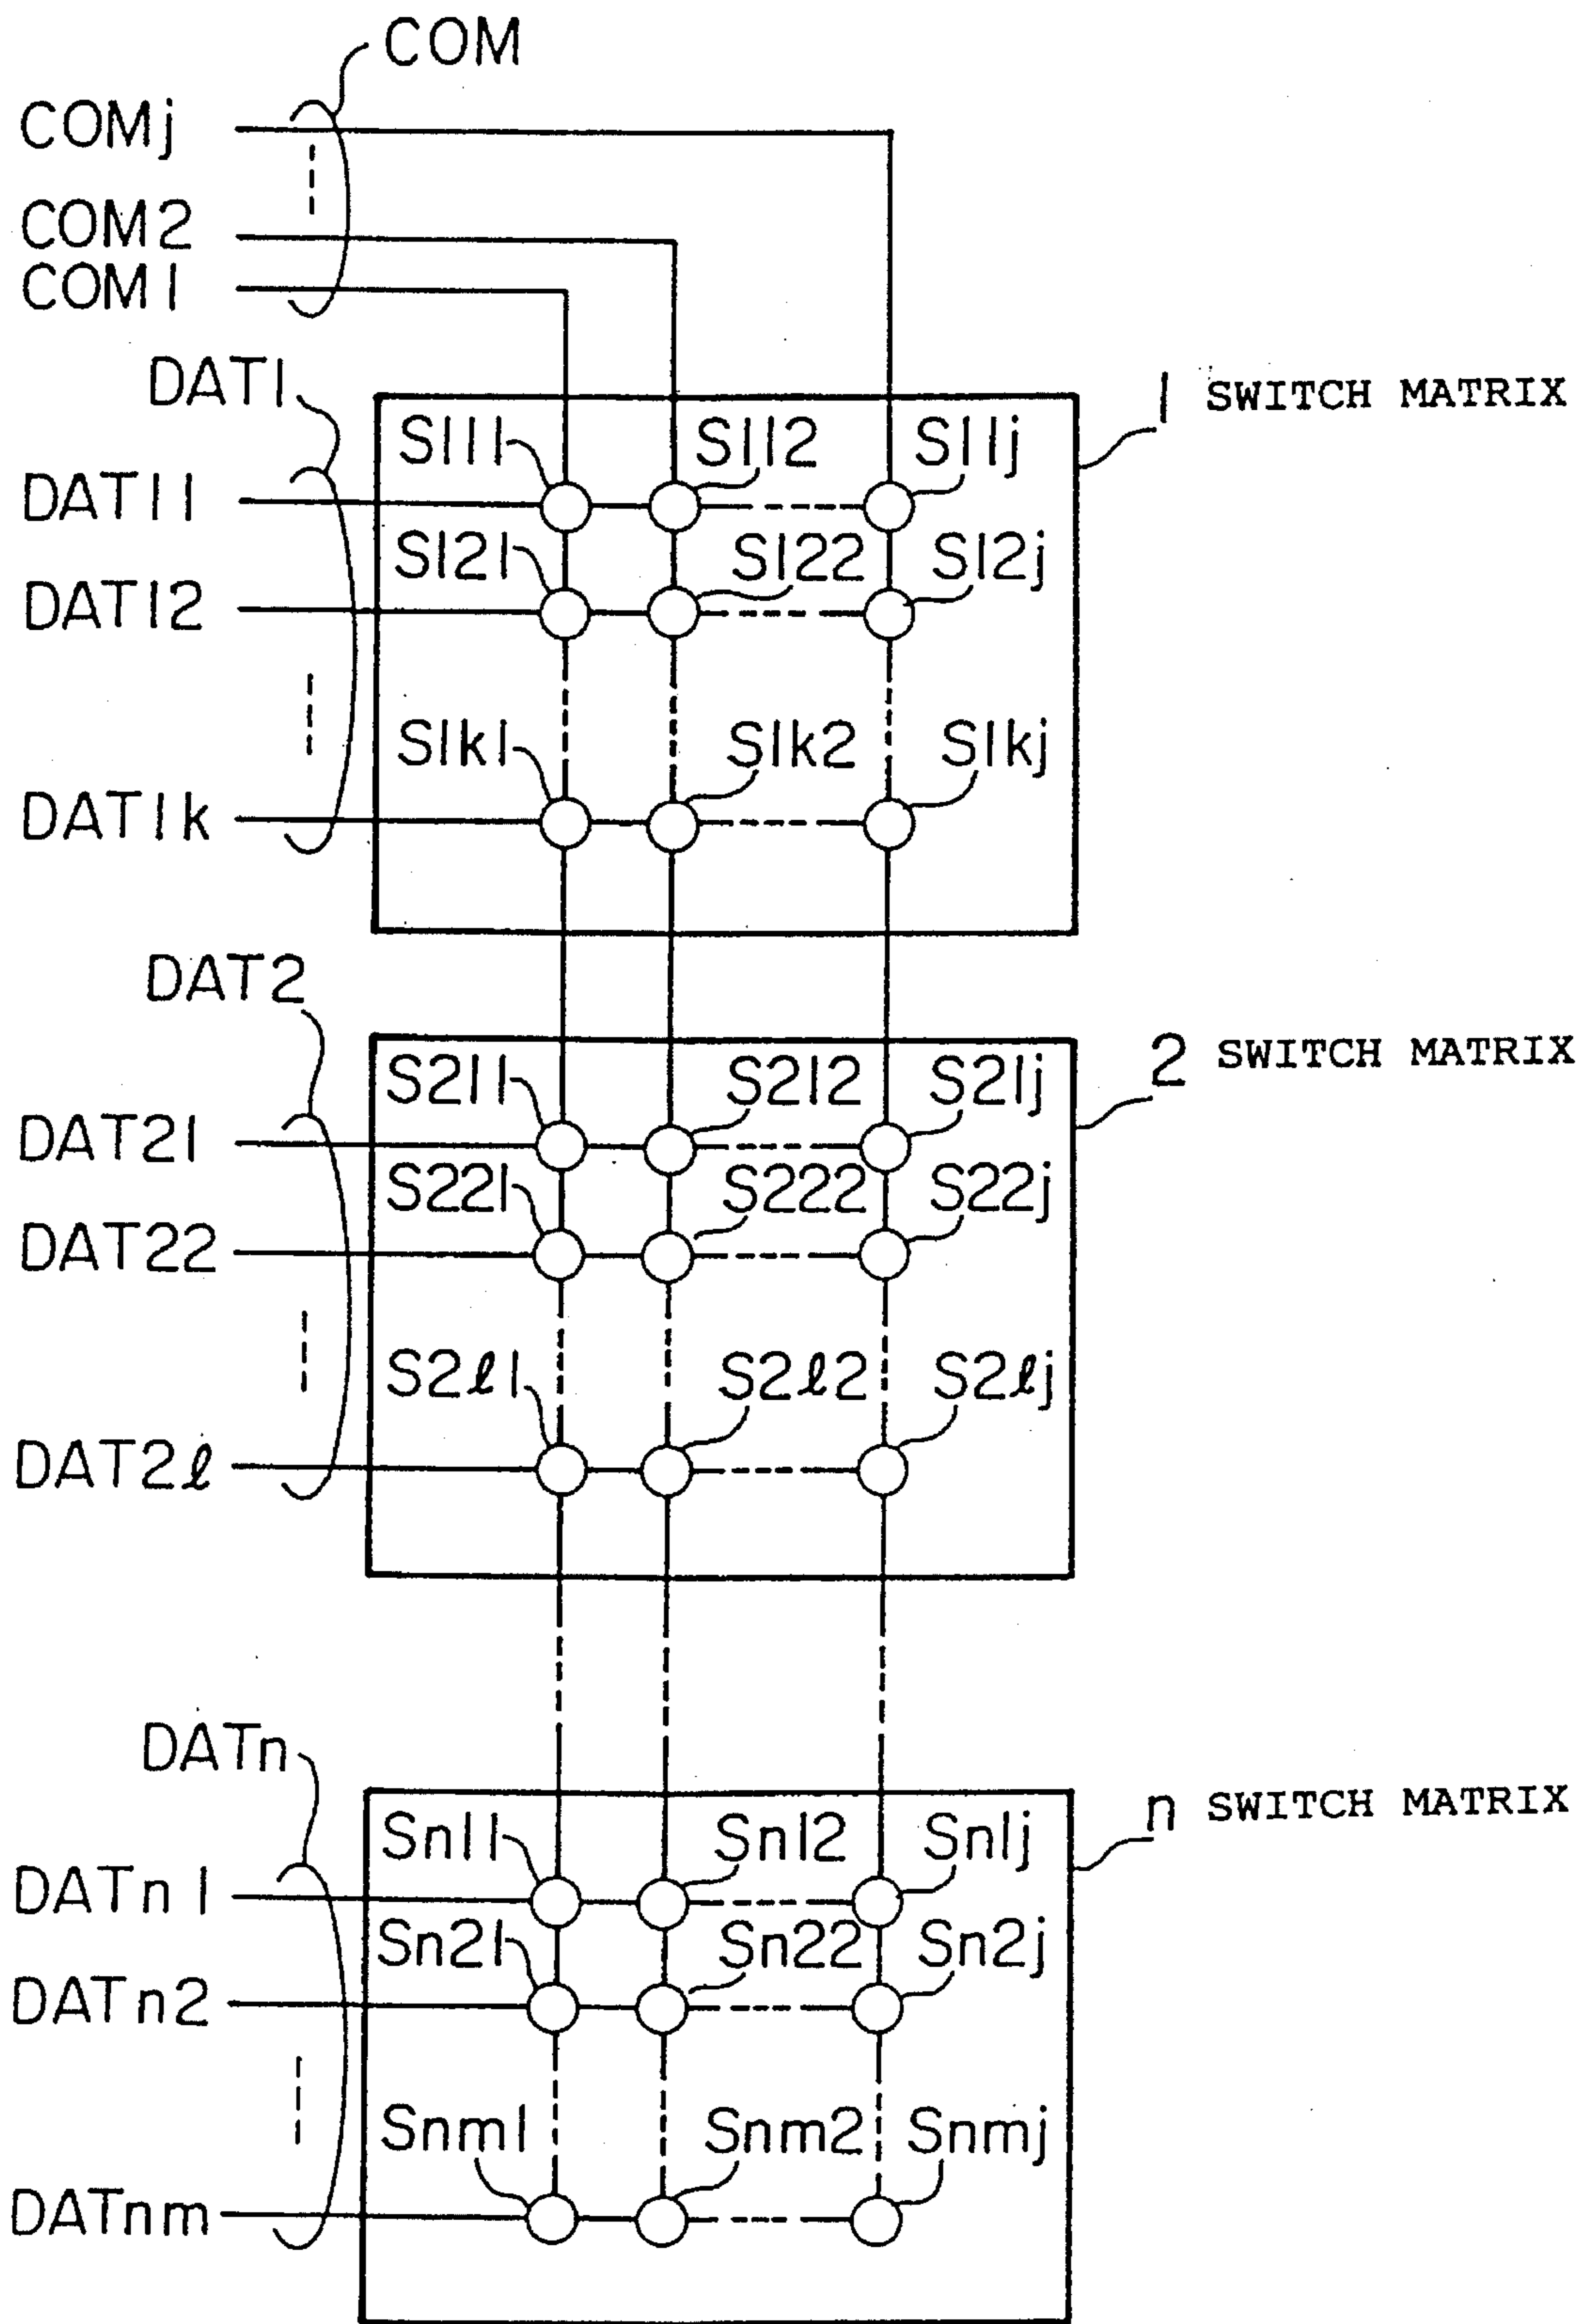 COM
COMj
COM2
COM1
DAT1
1 SWITCH MATRIX
S111 S112 S11j
DAT11
S121 S122 S12j
DAT12
S1k1 S1k2 S1kj
DAT1k
DAT2
2 SWITCH MATRIX
S211 S212 S21j
DAT21
S221 S222 S22j
DAT22
S2ℓ1 S2ℓ2 S2ℓj
DAT2ℓ
DATn
n SWITCH MATRIX
Sn11 Sn12 Sn1j
DATn1
Sn21 Sn22 Sn2j
DATn2
Snm1 Snm2 Snmj
DATnm